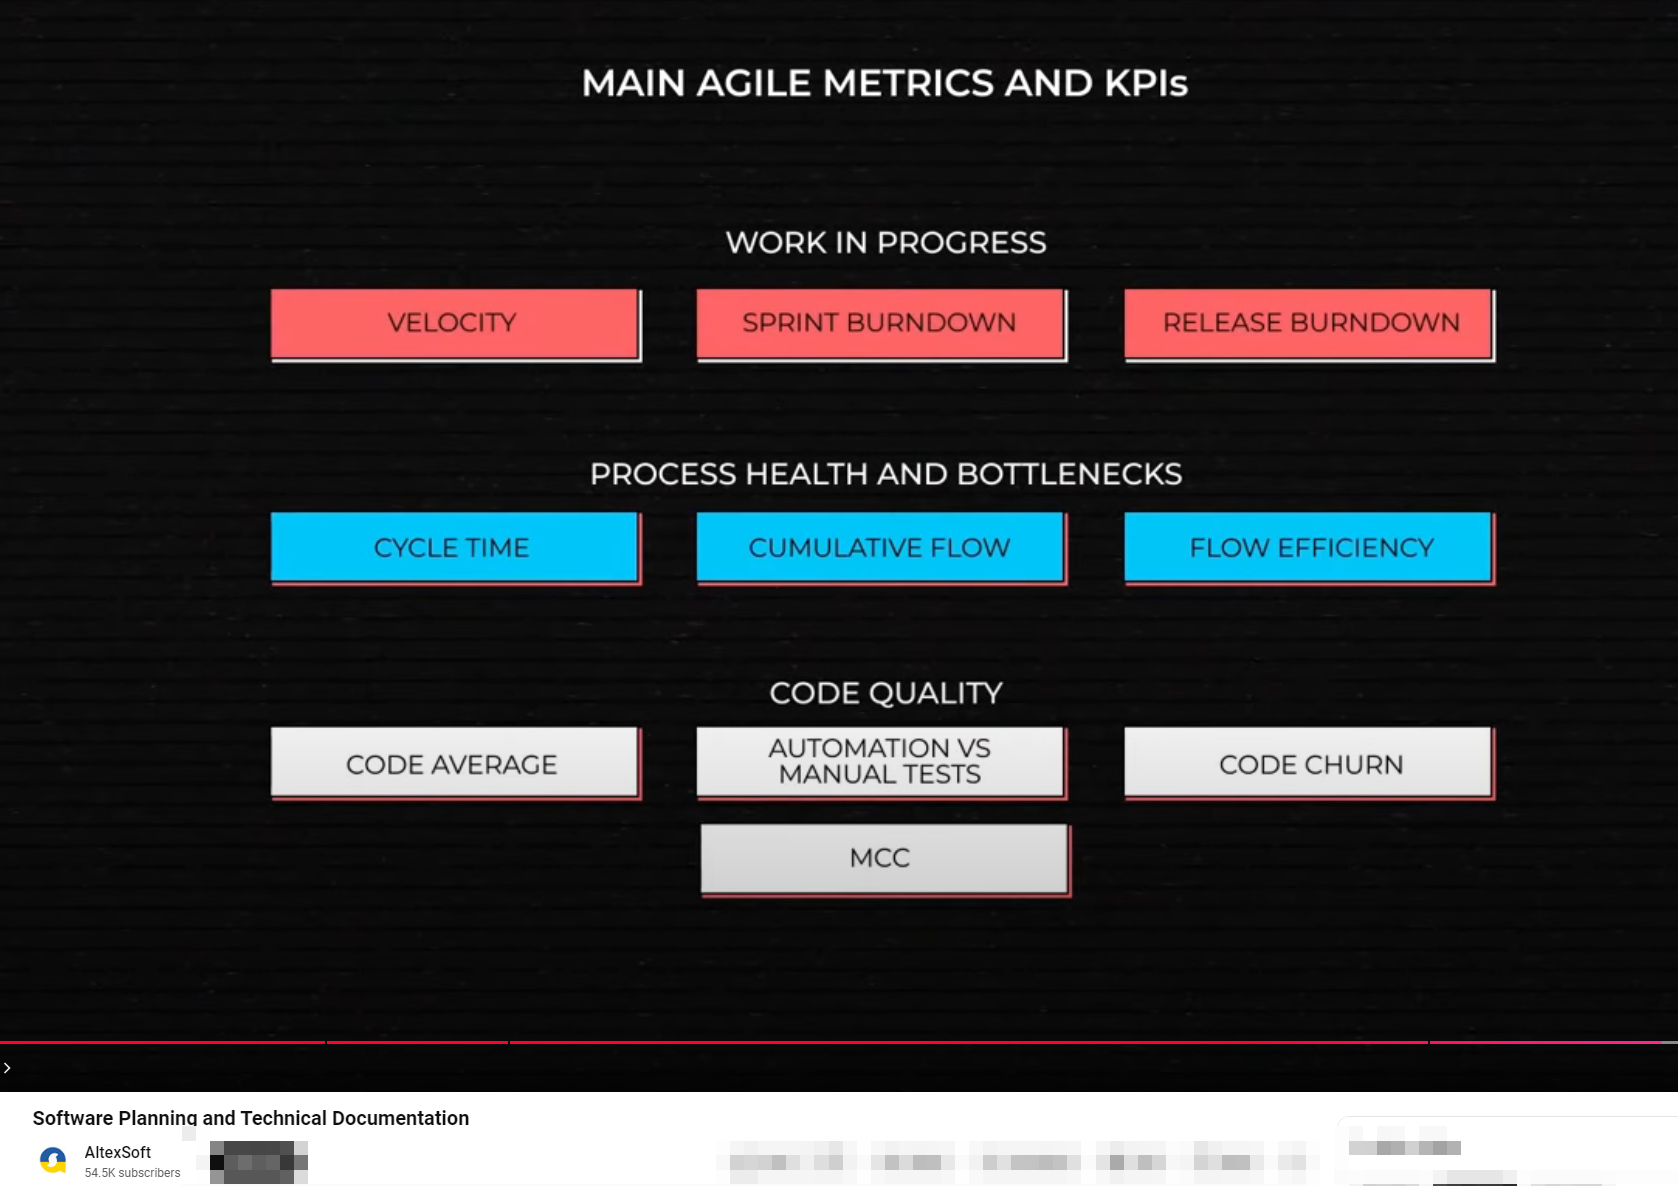 MAIN AGILE METRICS AND KPIs
WORK IN PROGRESS
VELOCITY
SPRINT BURNDOWN
RELEASE BURNDOWN
PROCESS HEALTH AND BOTTLENECKS
CYCLE TIME
CUMULATIVE FLOW
FLOW EFFICIENCY
CODE QUALITY
CODE AVERAGE
AUTOMATION VS
MANUAL TESTS
CODE CHURN
MCC
Software Planning and Technical Documentation
AltexSoft
54.5K subscribers